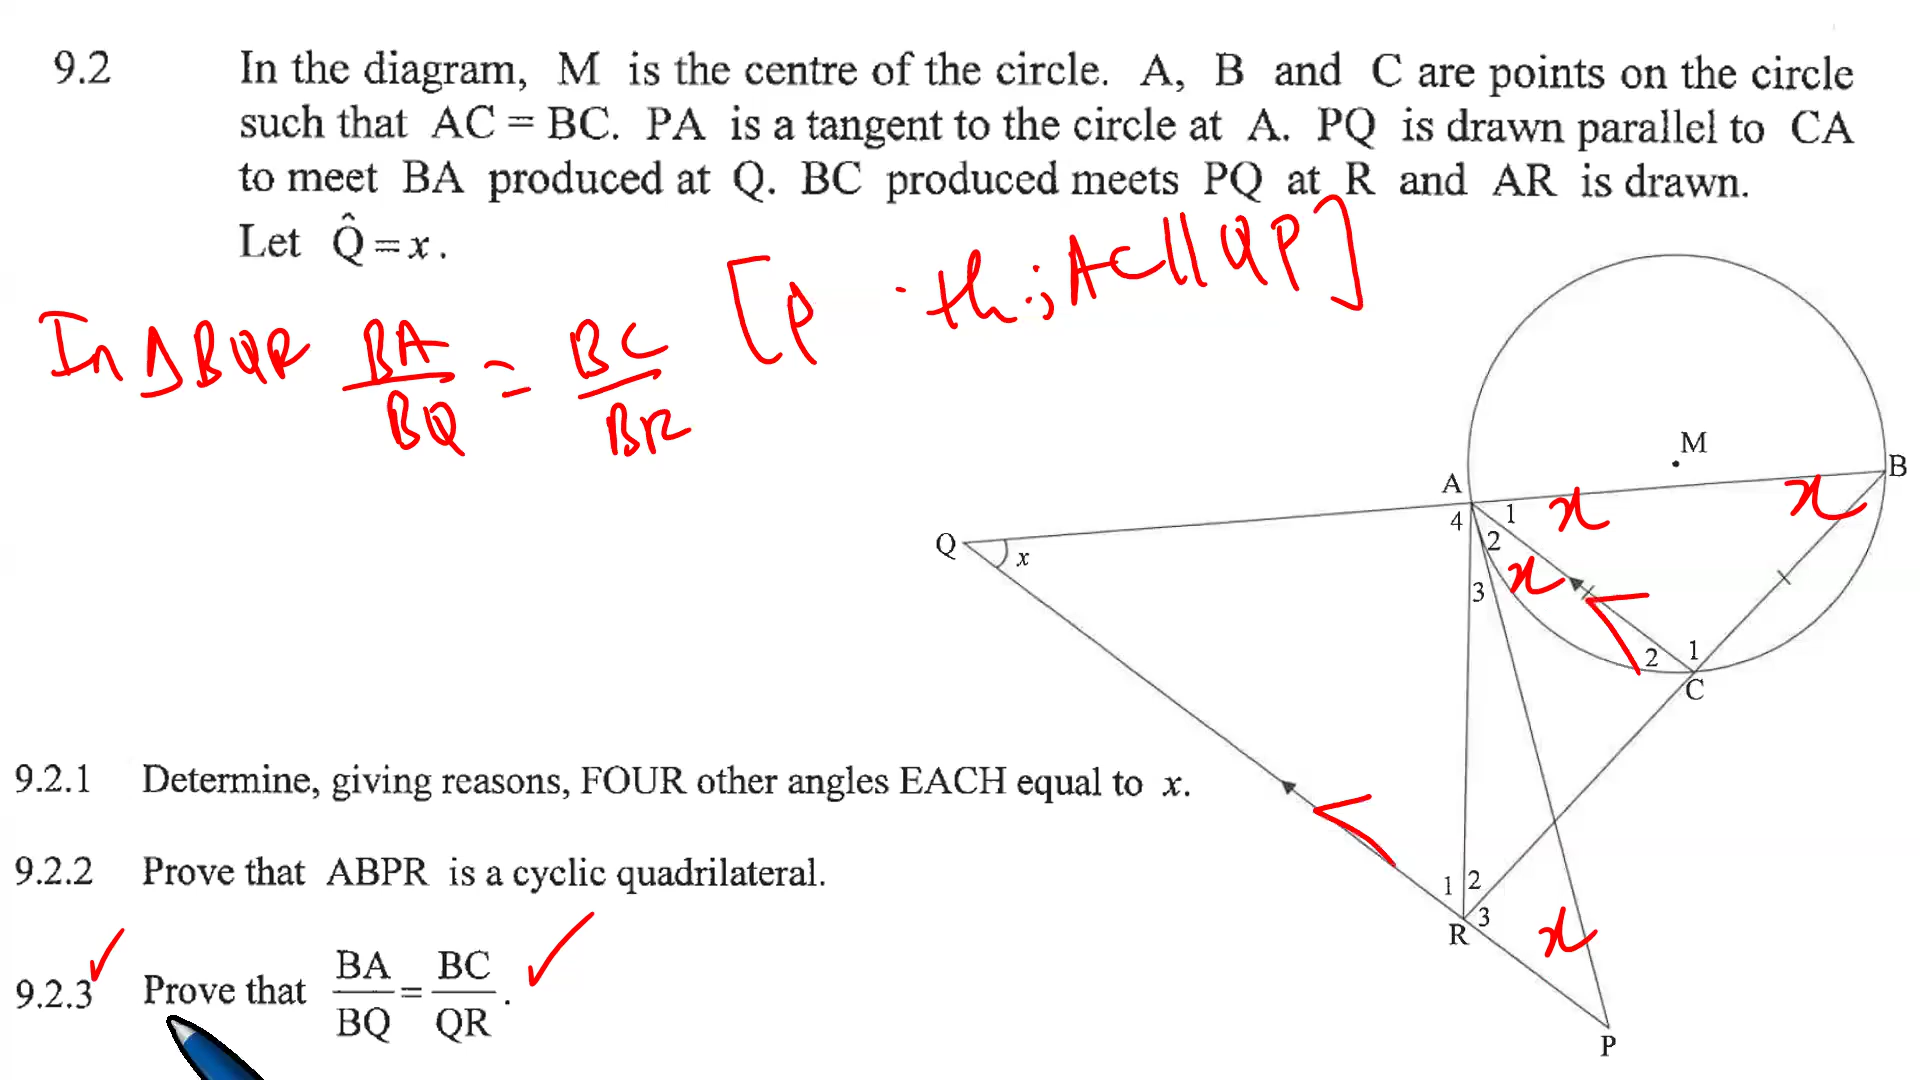 9.2 In the diagram, M is the centre of the circle. A, B and C are points on the circle
such that AC = BC. PA is a tangent to the circle at A. PQ is drawn parallel to CA
to meet BA produced at Q. BC produced meets PQ at R and AR is drawn.
Let Q̂ = x.
In Δ BQR BA/BQ = BC/BR [p. th; AC || QP]
M
A
B
4
1
x
x
Q
x
2
x
3
2
1
C
1
2
3
R
x
P
9.2.1 Determine, giving reasons, FOUR other angles EACH equal to x.
9.2.2 Prove that ABPR is a cyclic quadrilateral.
9.2.3 Prove that BA/BQ = BC/QR.